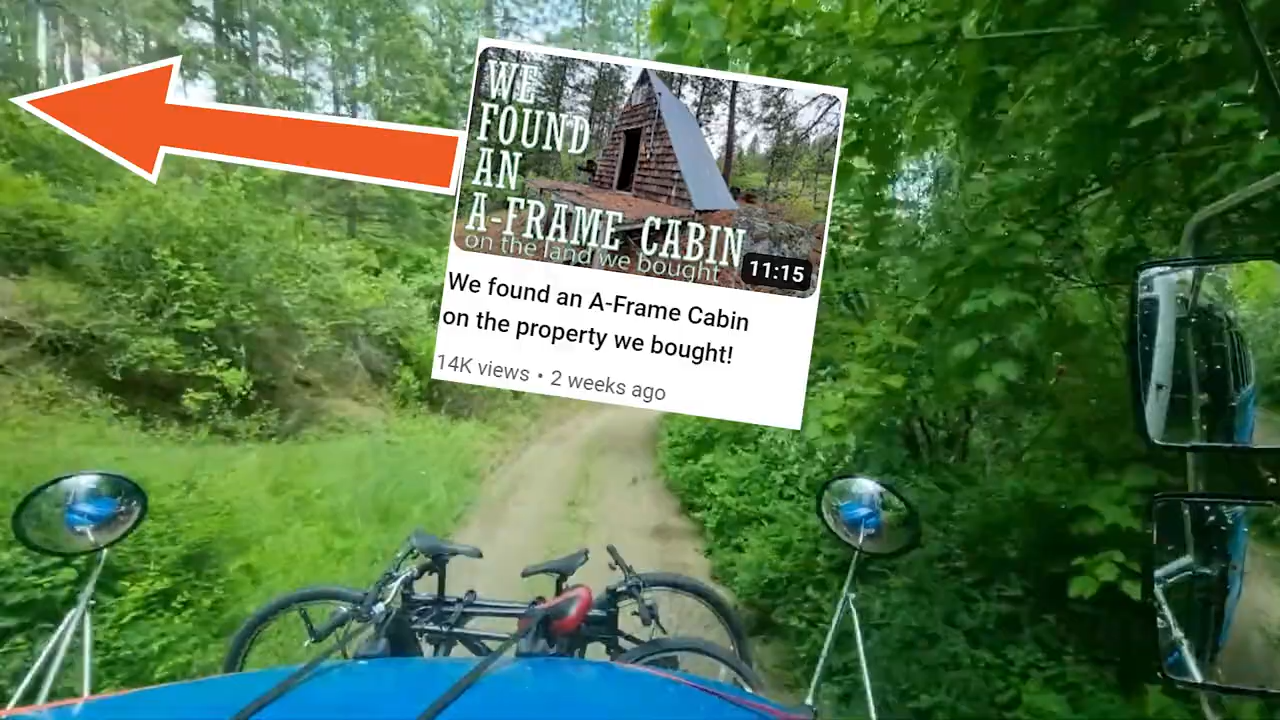 WE
FOUND
AN
A-FRAME CABIN
on the land we bought
11:15
We found an A-Frame Cabin
on the property we bought!
14K views • 2 weeks ago